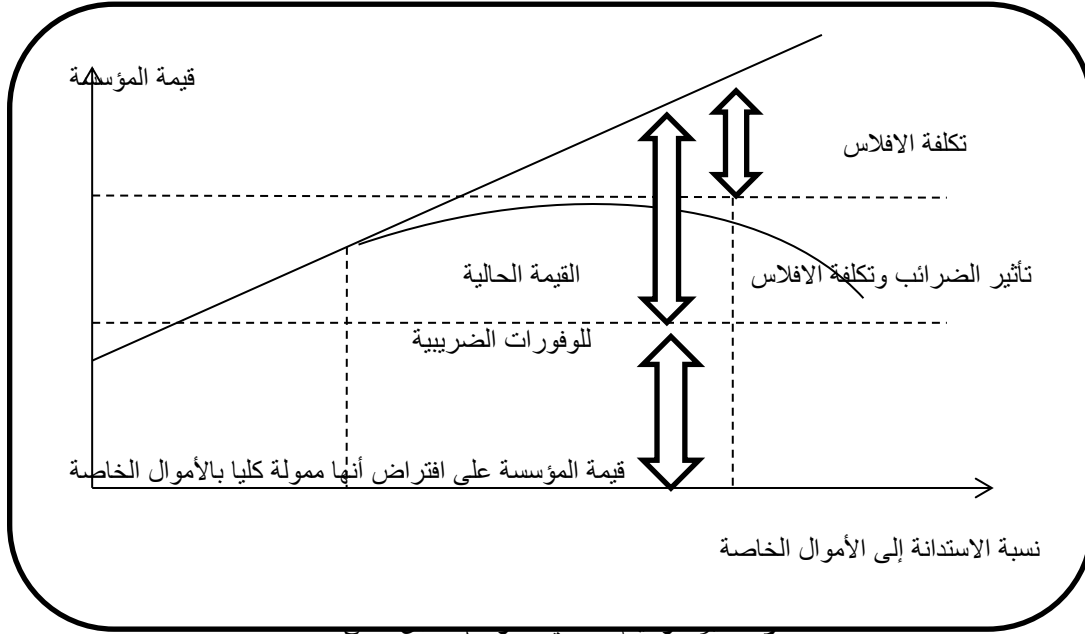 قيمة المؤسسة
تكلفة الافلاس
القيمة الحالية
تأثير الضرائب وتكلفة الافلاس
للوفورات الضريبية
قيمة المؤسسة على افتراض أنها ممولة كليا بالأموال الخاصة
نسبة الاستدانة إلى الأموال الخاصة